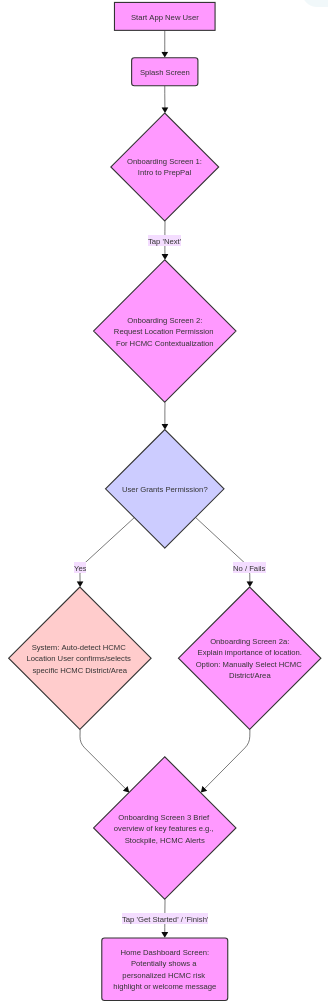 Start App New User
Splash Screen
Onboarding Screen 1:
Intro to PrepPal
Tap 'Next'
Onboarding Screen 2:
Request Location Permission
For HCMC Contextualization
User Grants Permission?
Yes
No / Fails
System: Auto-detect HCMC
Location User confirms/selects
specific HCMC District/Area
Onboarding Screen 2a:
Explain importance of location.
Option: Manually Select HCMC
District/Area
Onboarding Screen 3 Brief
overview of key features e.g.,
Stockpile, HCMC Alerts
Tap 'Get Started' / 'Finish'
Home Dashboard Screen:
Potentially shows a
personalized HCMC risk
highlight or welcome message